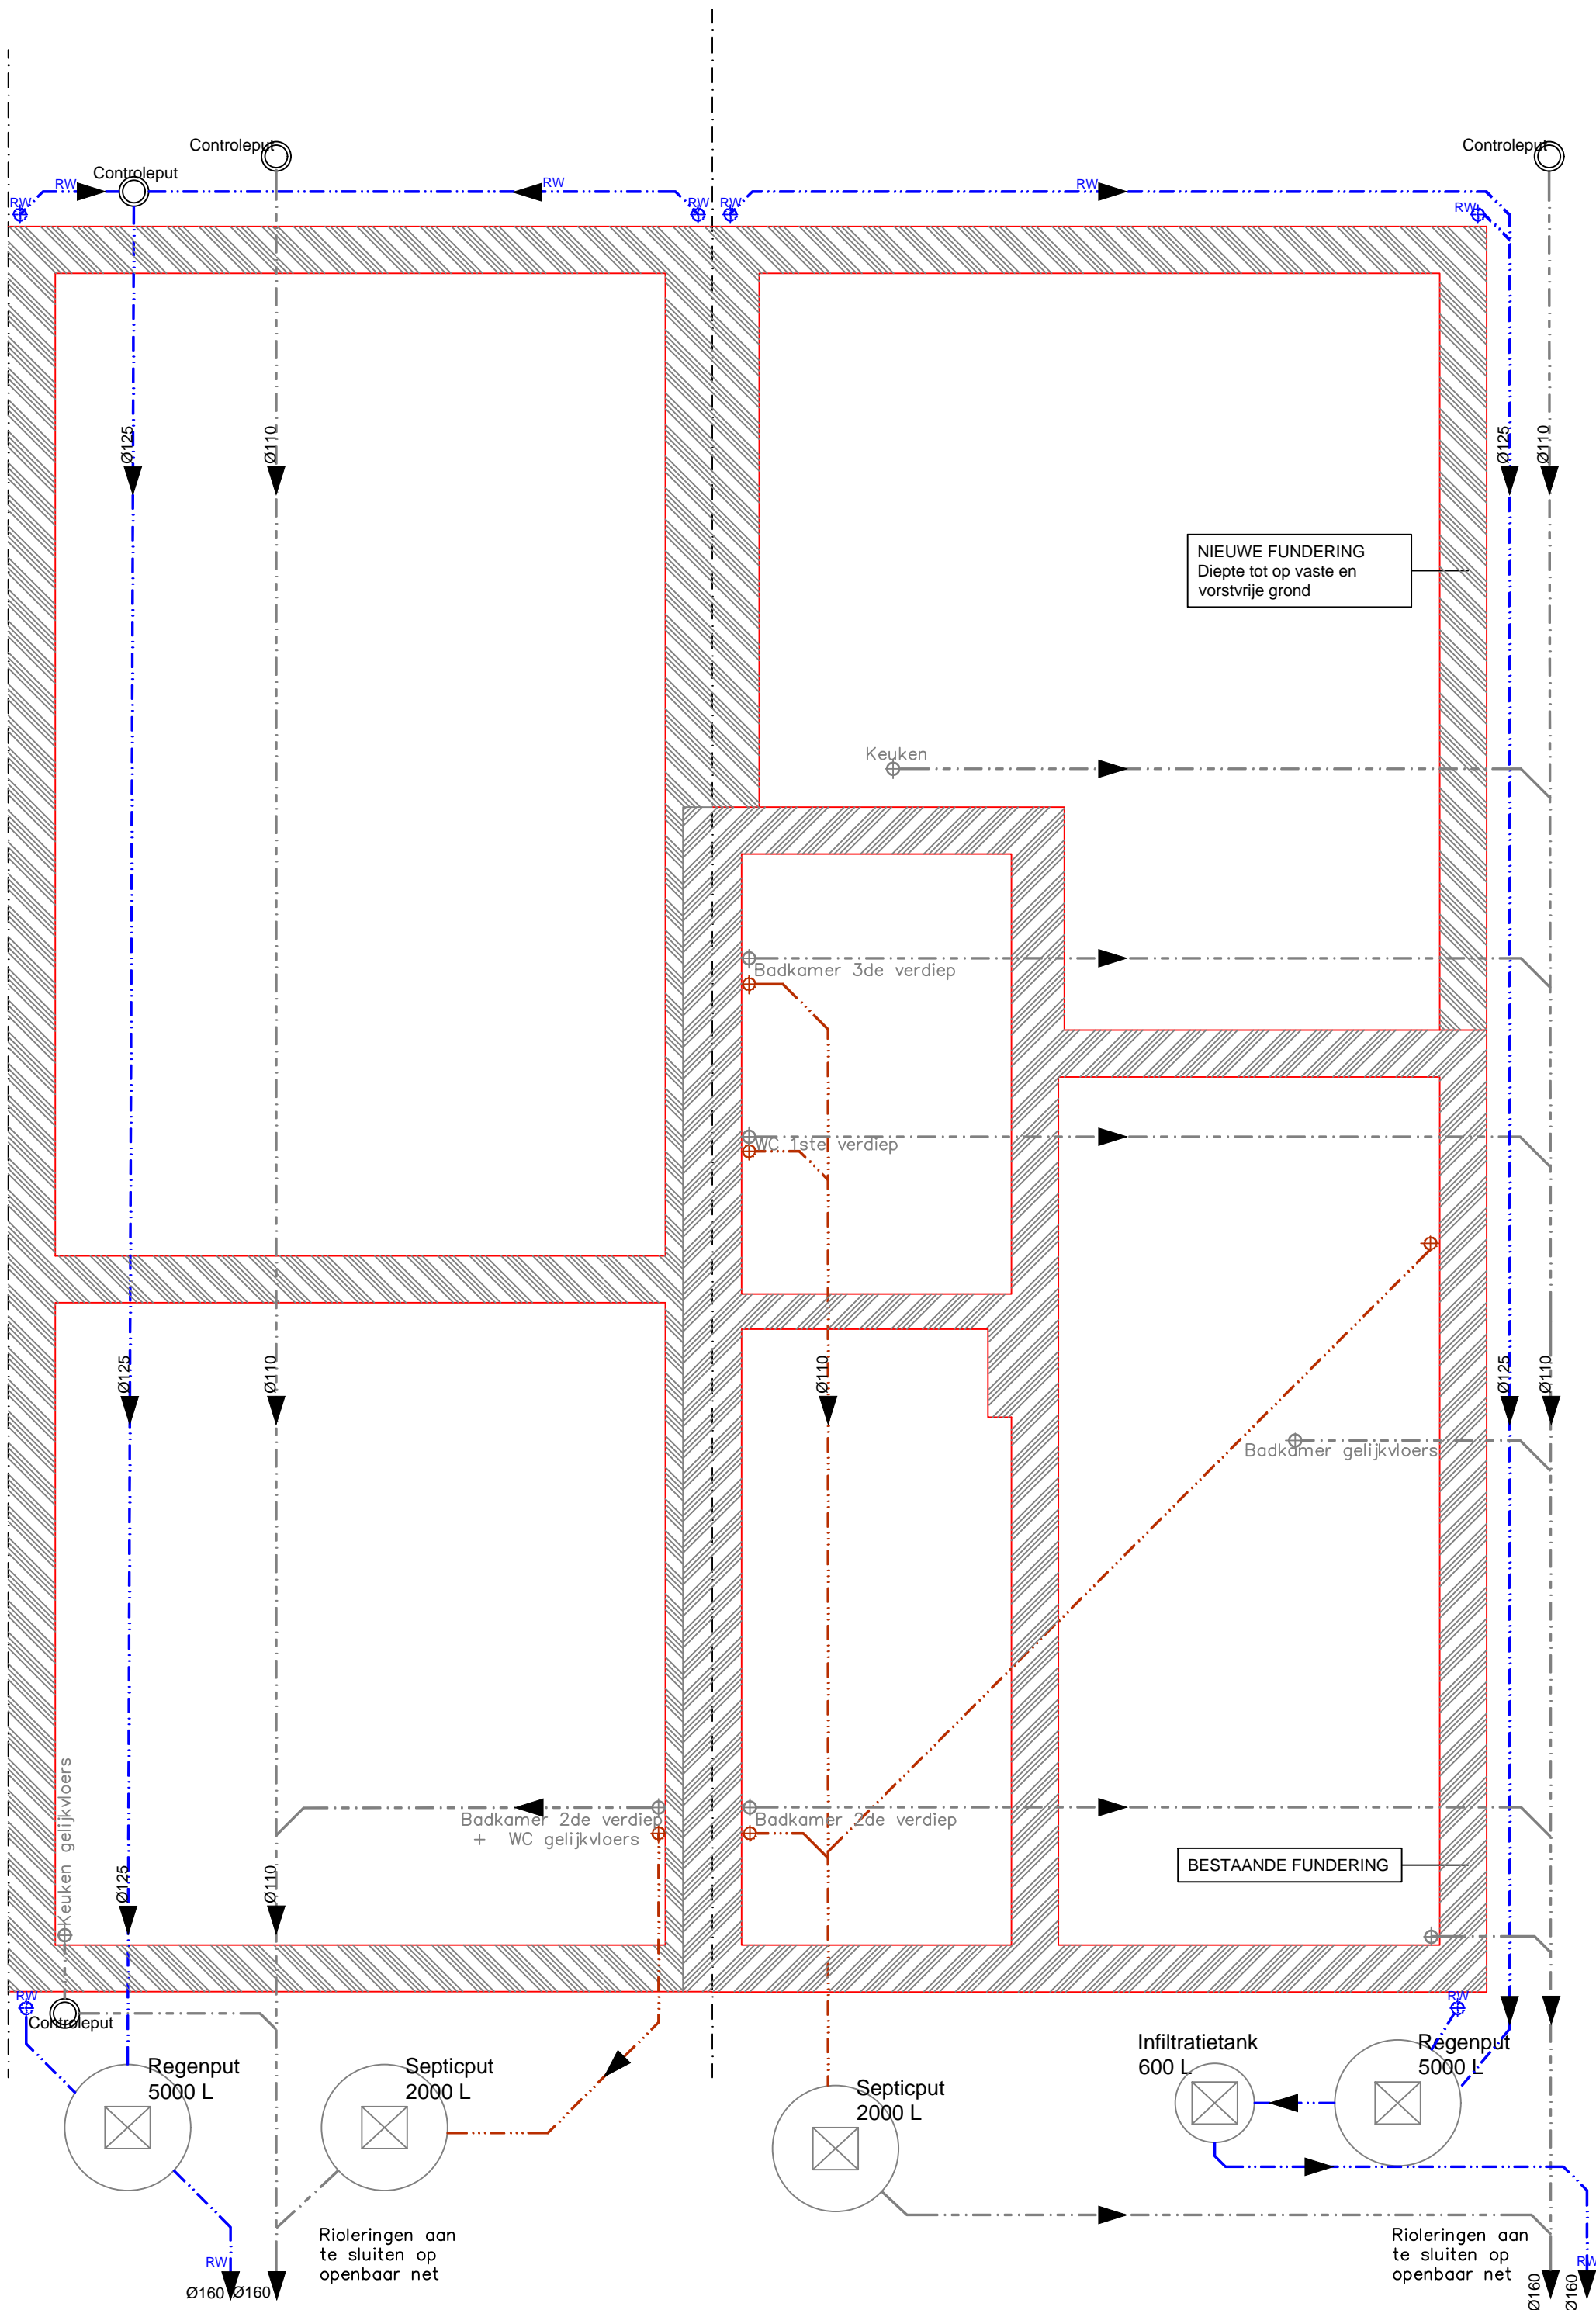 Controleput
Controleput
Controleput
RW
RW
RW
RW
RW
RW
RW
Ø125
Ø110
Ø125
Ø110
NIEUWE FUNDERING
Diepte tot op vaste en
vorstvrije grond
Keuken
Badkamer 3de verdiep
WC 1ste verdiep
Ø125
Ø110
Ø110
Ø125
Ø110
Badkamer gelijkvloers
Keuken gelijkvloers
Badkamer 2de verdiep
+ WC gelijkvloers
Badkamer 2de verdiep
Ø125
Ø110
BESTAANDE FUNDERING
RW
Controleput
RW
Regenput
5000 L
Septicput
2000 L
Septicput
2000 L
Infiltratietank
600 L
Regenput
5000 L
Rioleringen aan
te sluiten op
openbaar net
Rioleringen aan
te sluiten op
openbaar net
RW
RW
Ø160
Ø160
Ø160
Ø160